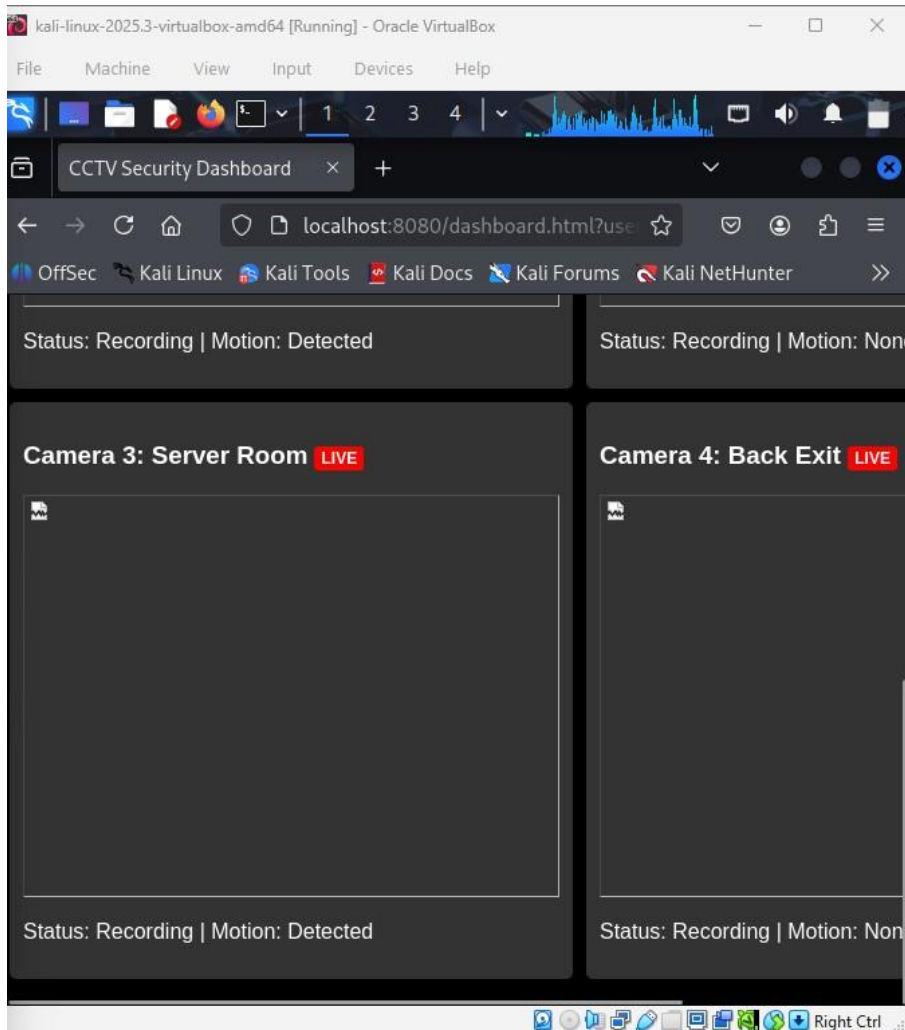 kali-linux-2025.3-virtualbox-amd64 [Running] - Oracle VirtualBox
File Machine View Input Devices Help
1 2 3 4
CCTV Security Dashboard
localhost:8080/dashboard.html?use
OffSec Kali Linux Kali Tools Kali Docs Kali Forums Kali NetHunter
Status: Recording | Motion: Detected
Status: Recording | Motion: Non
Camera 3: Server Room LIVE
Camera 4: Back Exit LIVE
Status: Recording | Motion: Detected
Status: Recording | Motion: Non
Right Ctrl